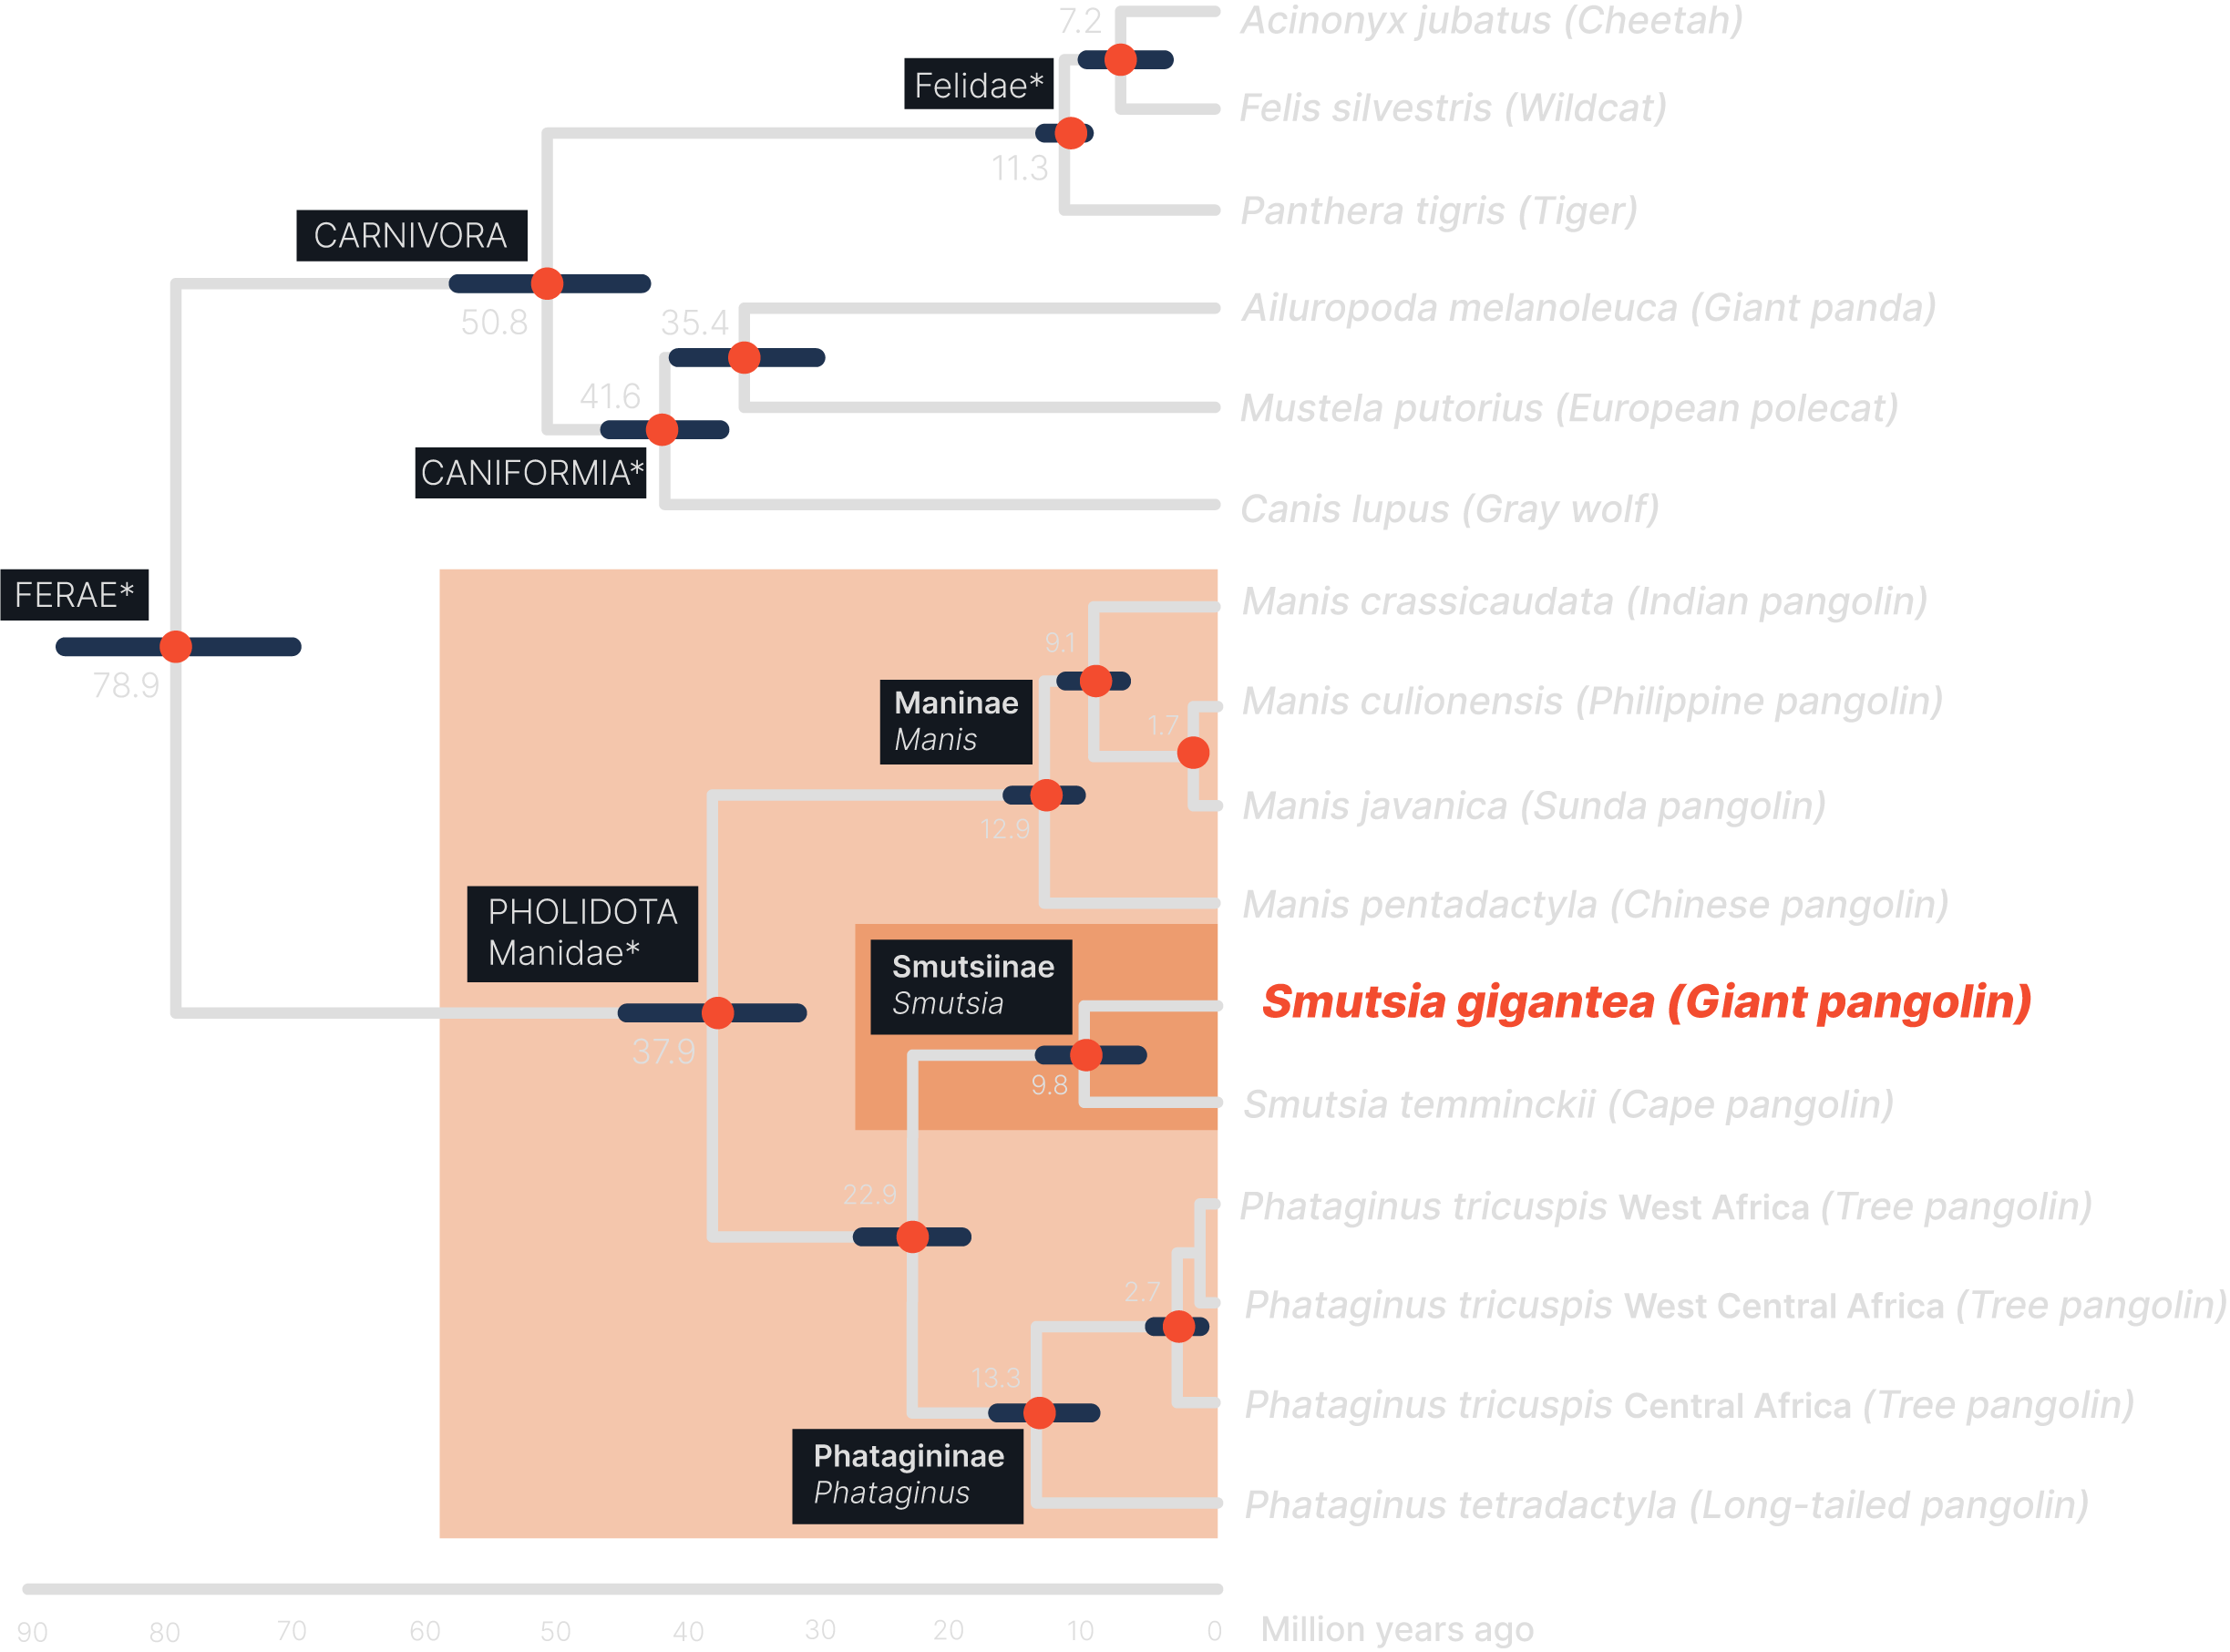 7.2
Acinonyx jubatus (Cheetah)
Felidae*
Felis silvestris (Wildcat)
11.3
Panthera tigris (Tiger)
CARNIVORA
50.8
35.4
Ailuropoda melanoleuca (Giant panda)
41.6
Mustela putorius (European polecat)
CANIFORMIA*
Canis lupus (Gray wolf)
FERAE*
78.9
Manis crassicaudata (Indian pangolin)
9.1
Maninae
Manis
1.7
Manis culionensis (Philippine pangolin)
12.9
Manis javanica (Sunda pangolin)
PHOLIDOTA
Manidae*
37.9
Manis pentadactyla (Chinese pangolin)
Smutsiinae
Smutsia
Smutsia gigantea (Giant pangolin)
9.8
Smutsia temminckii (Cape pangolin)
22.9
Phataginus tricuspis West Africa (Tree pangolin)
2.7
Phataginus tricuspis West Central Africa (Tree pangolin)
13.3
Phataginus tricuspis Central Africa (Tree pangolin)
Phatagininae
Phataginus
Phataginus tetradactyla (Long-tailed pangolin)
90 80 70 60 50 40 30 20 10 0 Million years ago